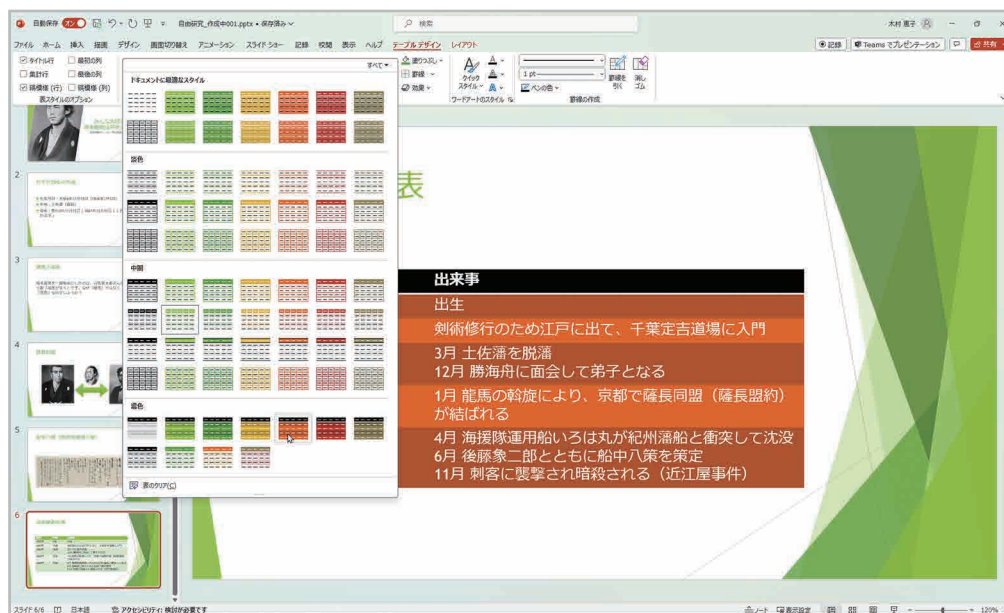 自動保存 オン 自由研究_作成中001.pptx • 保存済み 検索 木村 恵子
ファイル ホーム 挿入 描画 デザイン 画面切り替え アニメーション スライド ショー 記録 校閲 表示 ヘルプ テーブル デザイン レイアウト 記録 Teams でプレゼンテーション 共有
タイトル行 最初の列
集計行 最後の列
縞模様 (行) 縞模様 (列)
表スタイルのオプション
すべて
ドキュメントに最適なスタイル
淡色
中間
濃色
表のクリア(C)
塗りつぶし
罫線
効果
クイック スタイル
ワードアートのスタイル
1 pt
ペンの色
罫線を引く
消しゴム
罫線の作成
2
3
4
5
6
表
出来事
出生
剣術修行のため江戸に出て、千葉定吉道場に入門
3月 土佐藩を脱藩
12月 勝海舟に面会して弟子となる
1月 龍馬の斡旋により、京都で薩長同盟（薩長盟約）
が結ばれる
4月 海援隊運用船いろは丸が紀州藩船と衝突して沈没
6月 後藤象二郎とともに船中八策を策定
11月 刺客に襲撃され暗殺される（近江屋事件）
スライド 6/6 日本語 アクセシビリティ: 検討が必要です ノート 表示設定 120%